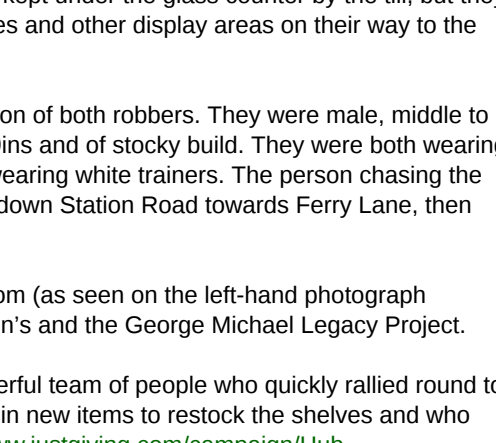 kept under the glass counter by the till, but they
es and other display areas on their way to the
on of both robbers. They were male, middle to
ins and of stocky build. They were both wearing
wearing white trainers. The person chasing the
down Station Road towards Ferry Lane, then
om (as seen on the left-hand photograph
n’s and the George Michael Legacy Project.
erful team of people who quickly rallied round to
in new items to restock the shelves and who
ww.justgiving.com/campaign/Hub